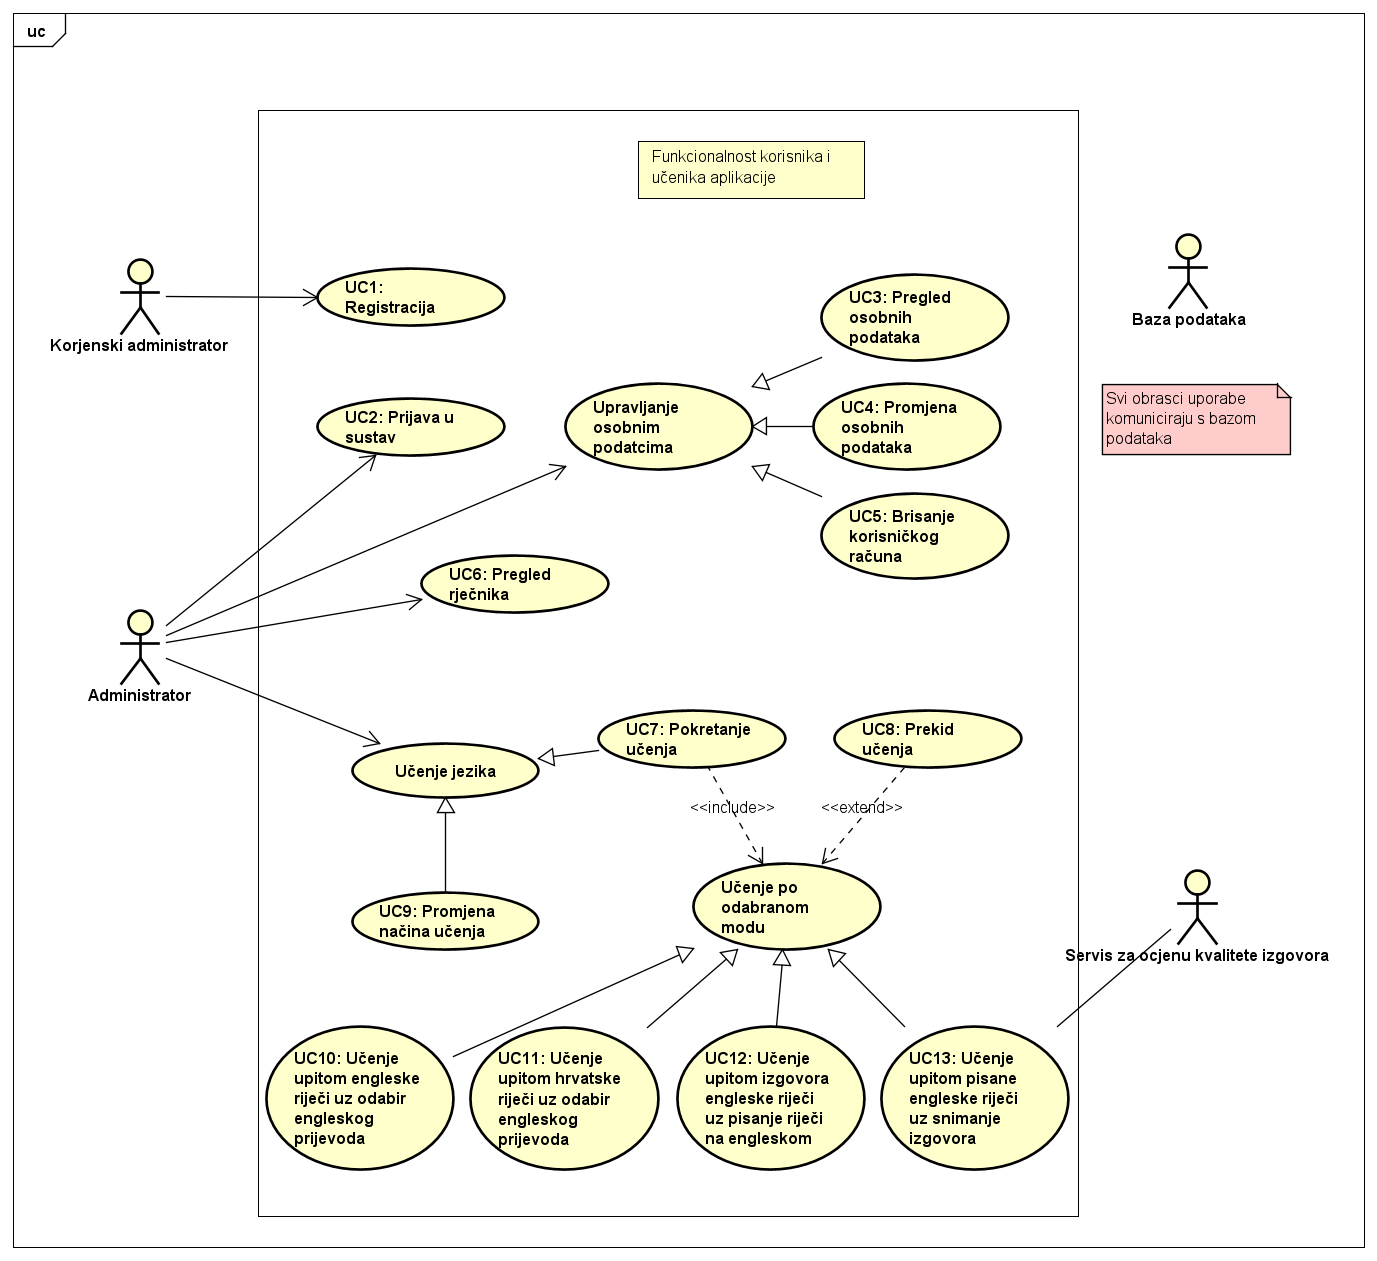 uc
Funkcionalnost korisnika i
učenika aplikacije
Korjenski administrator
UC1:
Registracija
UC3: Pregled
osobnih
podataka
Baza podataka
UC2: Prijava u
sustav
Upravljanje
osobnim
podatcima
UC4: Promjena
osobnih
podataka
Svi obrasci uporabe
komuniciraju s bazom
podataka
UC5: Brisanje
korisničkog
računa
UC6: Pregled
rječnika
Administrator
UC7: Pokretanje
učenja
UC8: Prekid
učenja
Učenje jezika
<<include>>
<<extend>>
UC9: Promjena
načina učenja
Učenje po
odabranom
modu
Servis za ocjenu kvalitete izgovora
UC10: Učenje
upitom engleske
riječi uz odabir
engleskog
prijevoda
UC11: Učenje
upitom hrvatske
riječi uz odabir
engleskog
prijevoda
UC12: Učenje
upitom izgovora
engleske riječi
uz pisanje riječi
na engleskom
UC13: Učenje
upitom pisane
engleske riječi
uz snimanje
izgovora